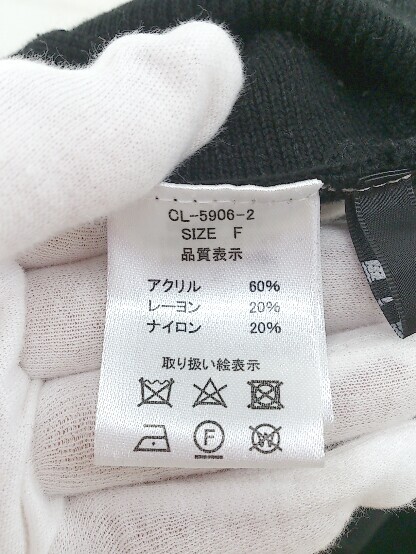 CL-5906-2
SIZE F
品質表示
アクリル 60%
レーヨン 20%
ナイロン 20%
取り扱い絵表示
F
W